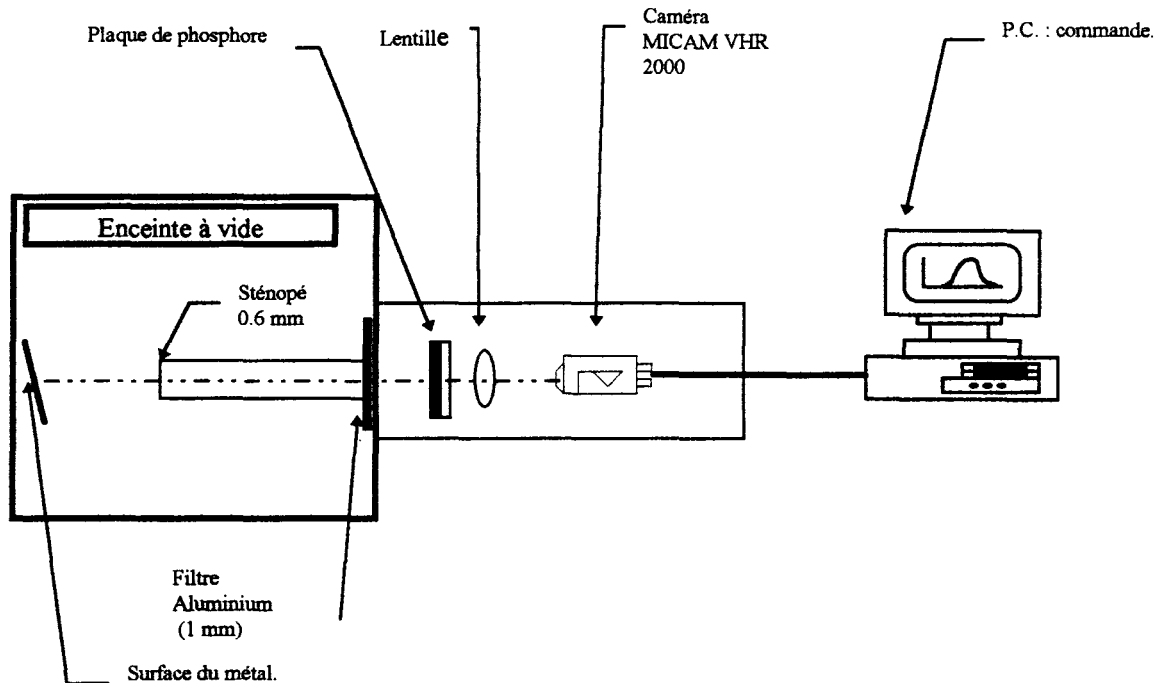 Plaque de phosphore
Lentille
Caméra
MICAM VHR
2000
P.C. : commande.
Enceinte à vide
Sténopé
0.6 mm
Filtre
Aluminium
(1 mm)
Surface du métal.